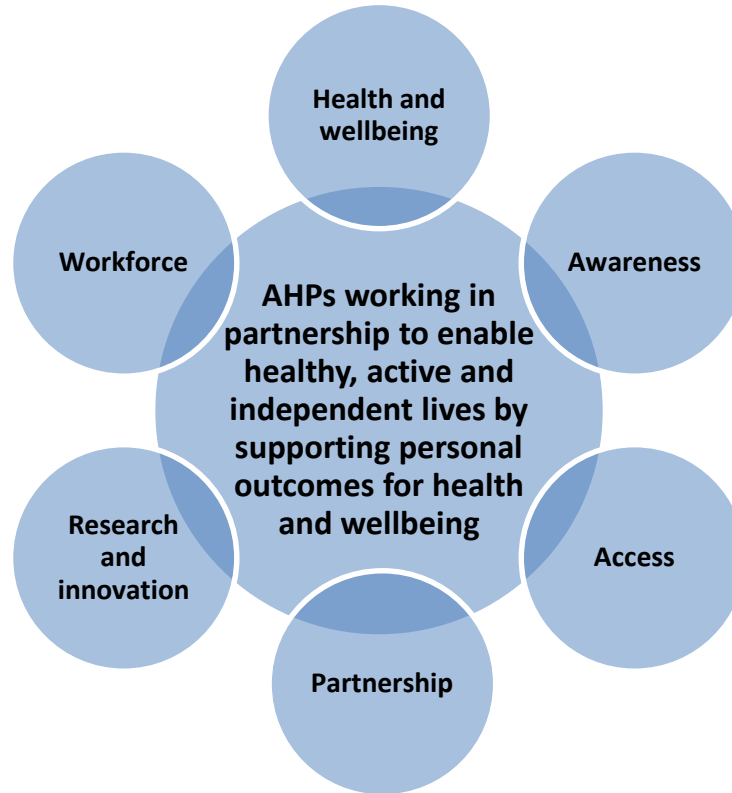 Health and
wellbeing
Workforce
Awareness
AHPs working in
partnership to enable
healthy, active and
independent lives by
supporting personal
outcomes for health
and wellbeing
Research
and
innovation
Access
Partnership